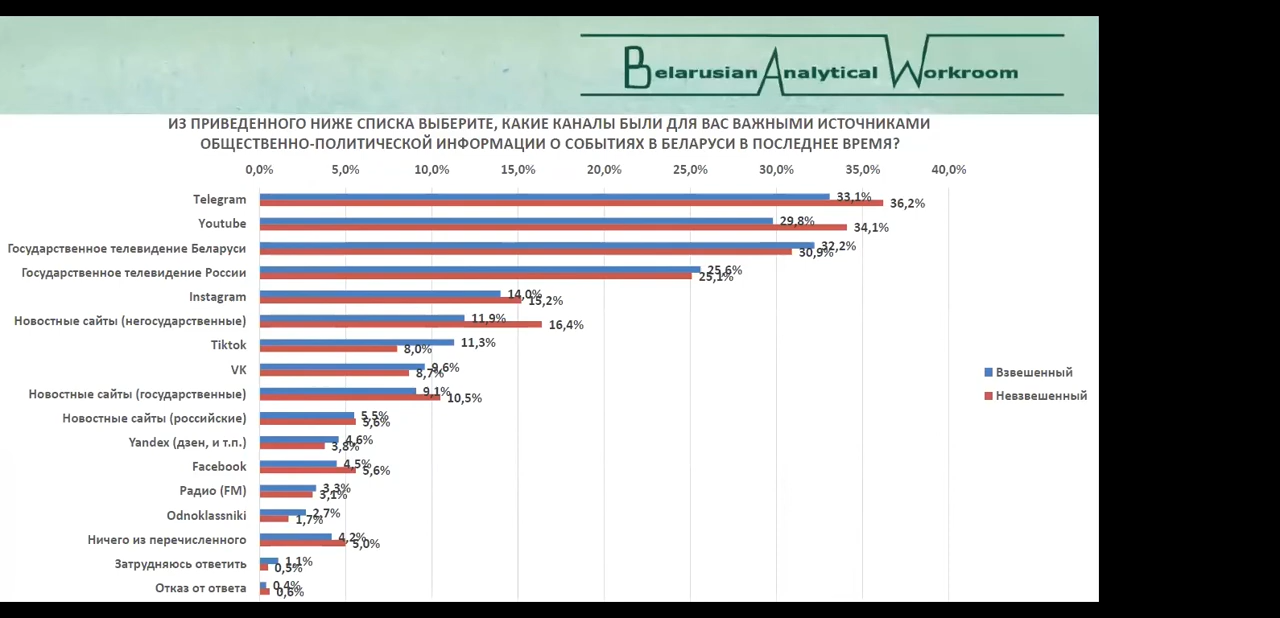 Belarusian Analytical Workroom
ИЗ ПРИВЕДЕННОГО НИЖЕ СПИСКА ВЫБЕРИТЕ, КАКИЕ КАНАЛЫ БЫЛИ ДЛЯ ВАС ВАЖНЫМИ ИСТОЧНИКАМИ
ОБЩЕСТВЕННО-ПОЛИТИЧЕСКОЙ ИНФОРМАЦИИ О СОБЫТИЯХ В БЕЛАРУСИ В ПОСЛЕДНЕЕ ВРЕМЯ?
0,0% 5,0% 10,0% 15,0% 20,0% 25,0% 30,0% 35,0% 40,0%
Telegram 33,1% 36,2%
Youtube 29,8% 34,1%
Государственное телевидение Беларуси 32,2% 30,9%
Государственное телевидение России 25,6% 25,1%
Instagram 14,0% 15,2%
Новостные сайты (негосударственные) 11,9% 16,4%
Tiktok 11,3% 8,0%
VK 9,6% 8,7%
Новостные сайты (государственные) 9,1% 10,5%
Новостные сайты (российские) 5,5% 5,6%
Yandex (дзен, и т.п.) 4,6% 3,8%
Facebook 4,5% 5,6%
Радио (FM) 3,3% 3,1%
Odnoklassniki 2,7% 1,7%
Ничего из перечисленного 4,2% 5,0%
Затрудняюсь ответить 1,1% 0,5%
Отказ от ответа 0,4% 0,6%
Взвешенный
Невзвешенный